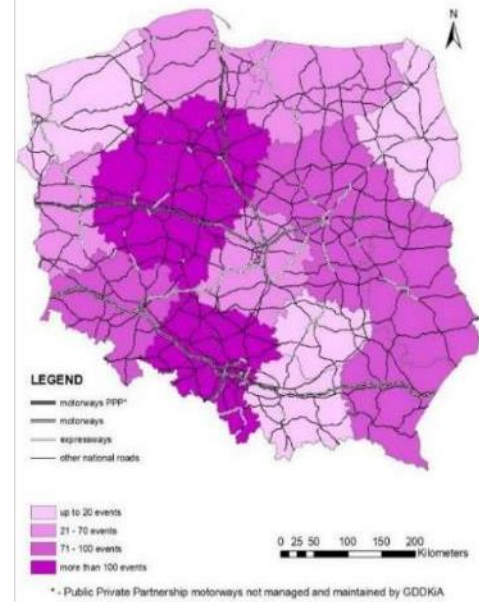 N
LEGEND
motorways PPP*
motorways
expressways
other national roads
up to 20 events
21 - 70 events
71 - 100 events
more than 100 events
0 25 50 100 150 200
Kilometers
* - Public Private Partnership motorways not managed and maintained by GDDKiA